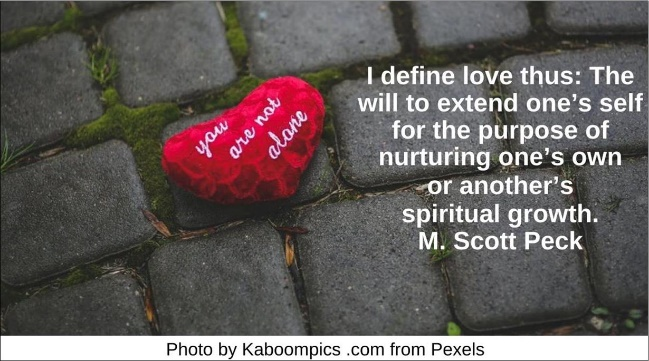 you
are not
alone
I define love thus: The
will to extend one’s self
for the purpose of
nurturing one’s own
or another’s
spiritual growth.
M. Scott Peck
Photo by Kaboompics .com from Pexels